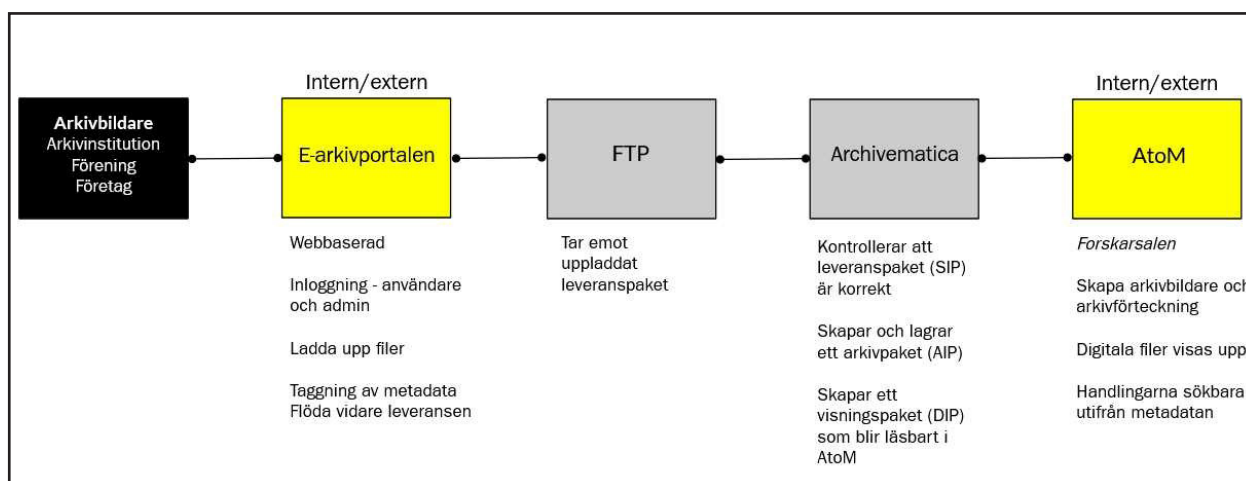 Arkivbildare
Arkivinstitution
Förening
Företag
Intern/extern
E-arkivportalen
Webbaserad
Inloggning - användare
och admin
Ladda upp filer
Taggning av metadata
Flöda vidare leveransen
FTP
Tar emot
uppladdat
leveranspaket
Archivematica
Kontrollerar att
leveranspaket (SIP)
är korrekt
Skapar och lagrar
ett arkivpaket (AIP)
Skapar ett
visningspaket (DIP)
som blir läsbart i
AtoM
Intern/extern
AtoM
Forskarsalen
Skapa arkivbildare och
arkivförteckning
Digitala filer visas upp
Handlingarna sökbara
utifrån metadatan